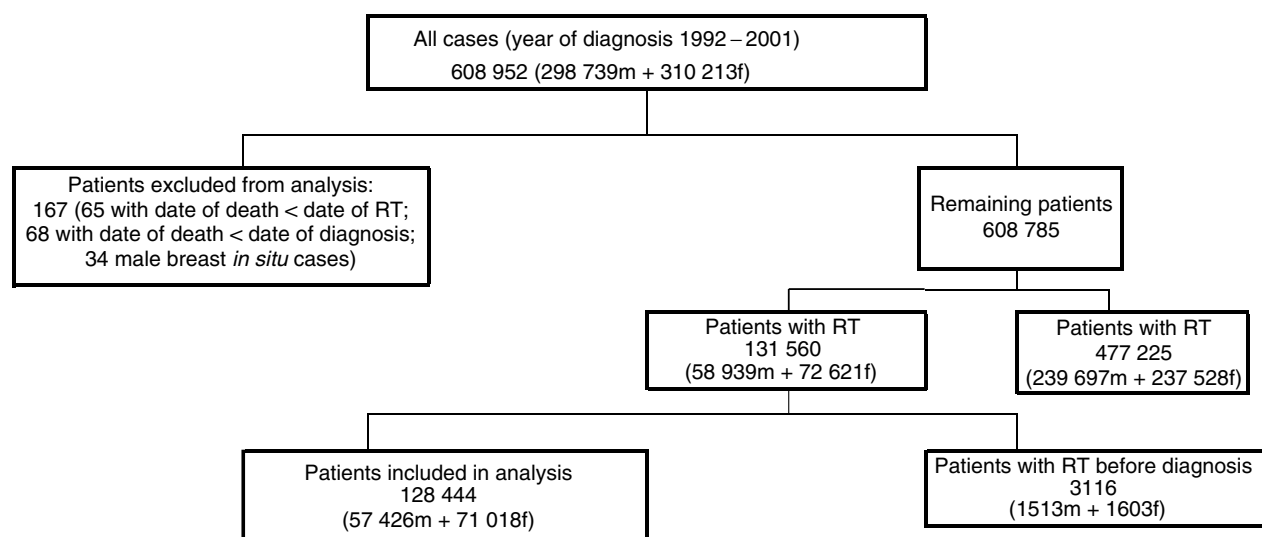 All cases (year of diagnosis 1992 – 2001)
608 952 (298 739m + 310 213f)
Patients excluded from analysis:
167 (65 with date of death < date of RT;
68 with date of death < date of diagnosis;
34 male breast in situ cases)
Remaining patients
608 785
Patients with RT
131 560
(58 939m + 72 621f)
Patients with RT
477 225
(239 697m + 237 528f)
Patients included in analysis
128 444
(57 426m + 71 018f)
Patients with RT before diagnosis
3116
(1513m + 1603f)